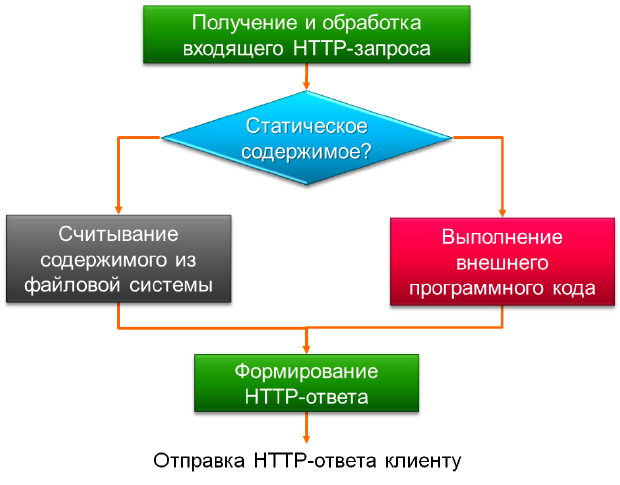 Получение и обработка
входящего HTTP-запроса
Статическое
содержимое?
Считывание
содержимого из
файловой системы
Выполнение
внешнего
программного кода
Формирование
HTTP-ответа
Отправка HTTP-ответа клиенту